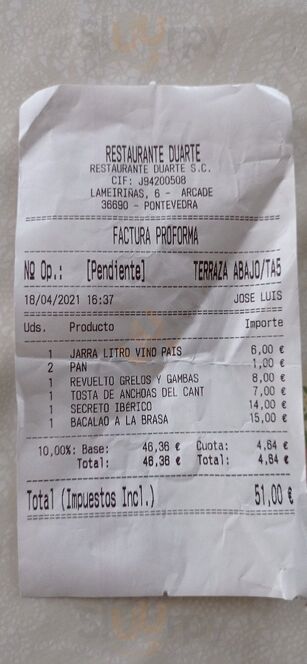 Sluurpy
RESTAURANTE DUARTE
RESTAURANTE DUARTE S.C.
CIF: J94200508
LAMEIRIÑAS, 6 - ARCADE
36690 - PONTEVEDRA
FACTURA PROFORMA
Nº Op.: [Pendiente] TERRAZA ABAJO/TA5
18/04/2021 16:37 JOSE LUIS
Uds. Producto Importe
1 JARRA LITRO VINO PAIS 6,00 €
2 PAN 1,00 €
1 REVUELTO GRELOS Y GAMBAS 8,00 €
1 TOSTA DE ANCHOAS DEL CANT 7,00 €
1 SECRETO IBÉRICO 14,00 €
1 BACALAO A LA BRASA 15,00 €
10,00%: Base: 46,36 € Cuota: 4,64 €
Total: 46,36 € Total: 4,64 €
Total (Impuestos Incl.) 51,00 €
Sluurpy